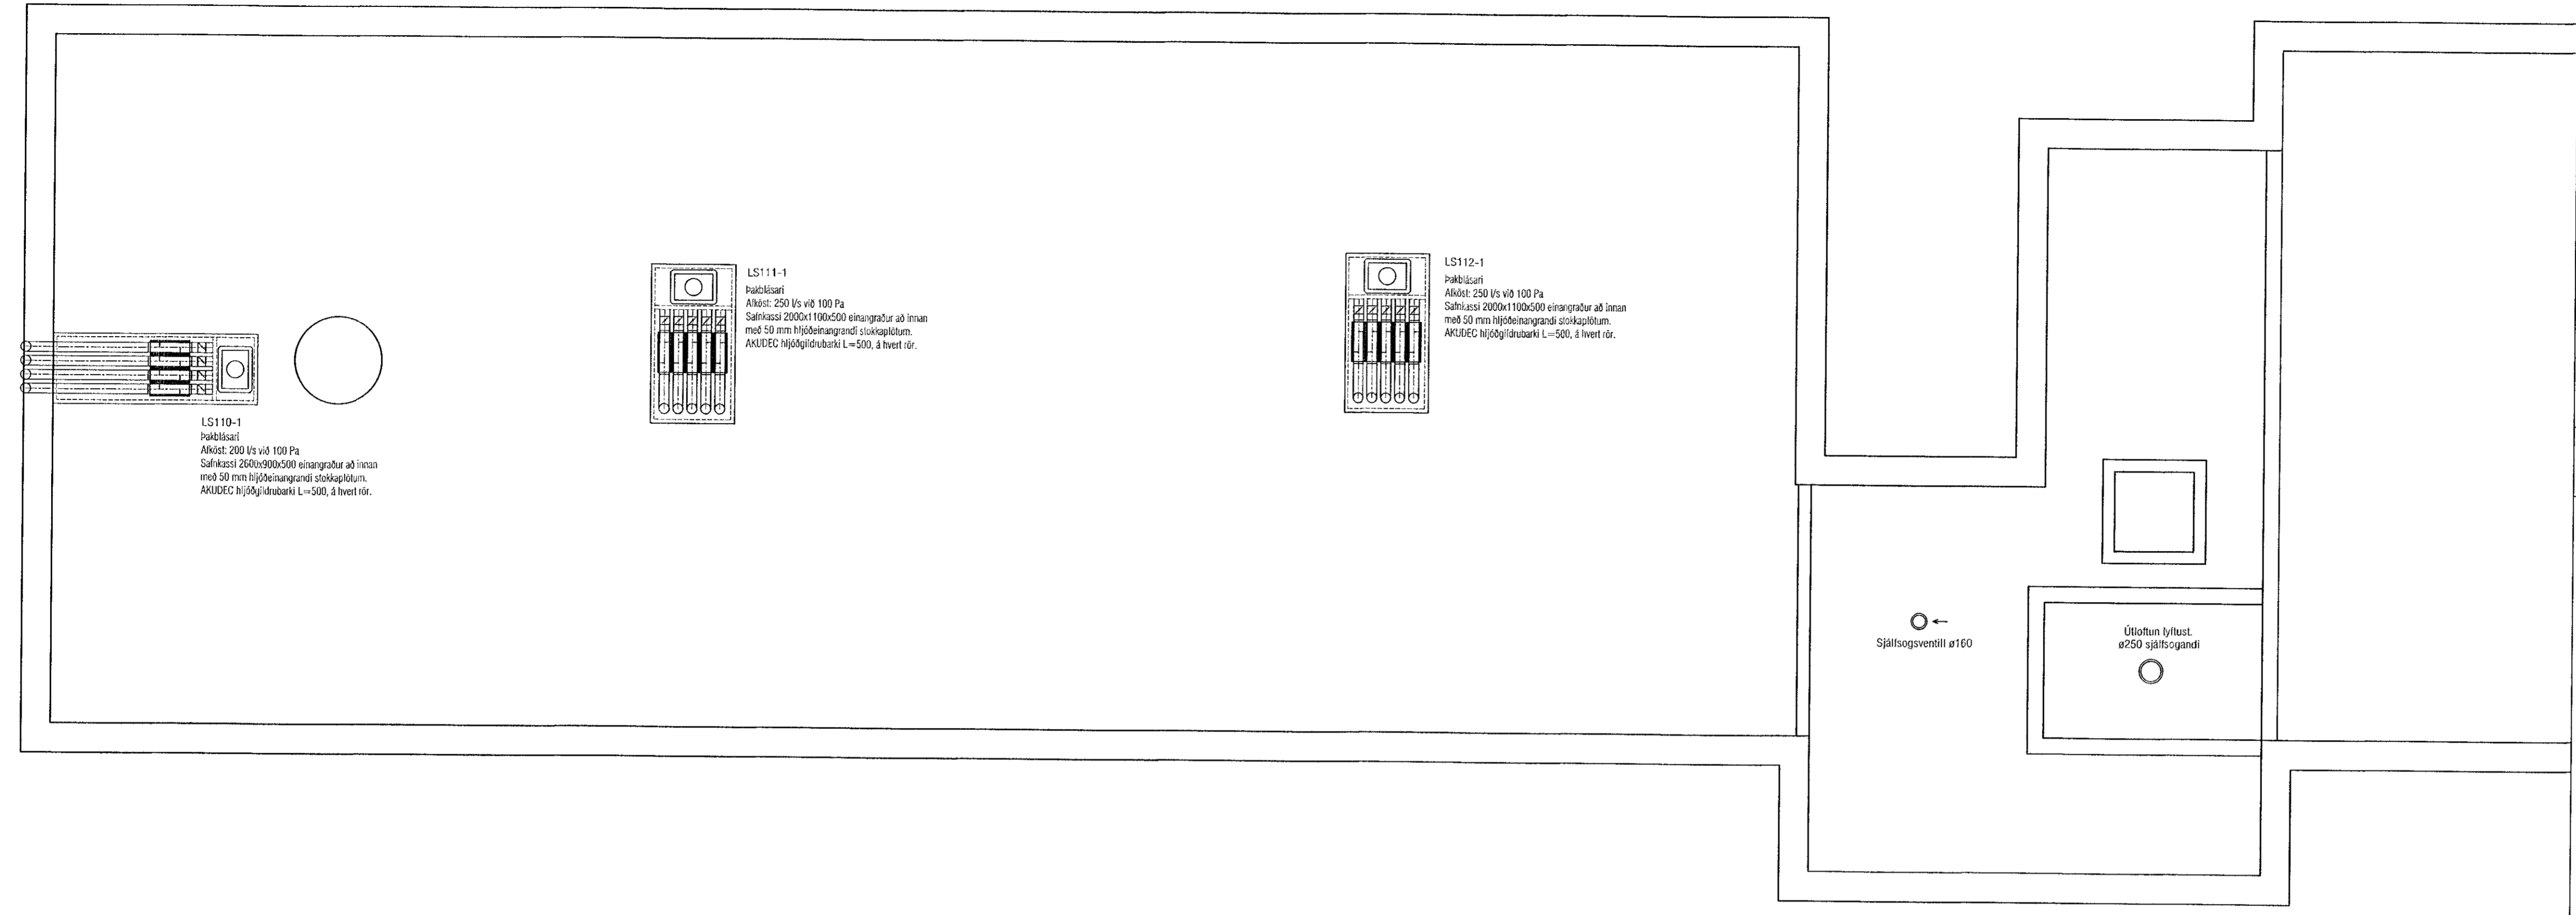 LS111-1
Þakblásari
Afköst: 250 l/s við 100 Pa
Safnkassi 2000x1100x500 einangraður að innan
með 50 mm hljóðeinangrandi stokkaplötum.
AKUDEC hljóðgildrubarki L=500, á hvert rör.
LS112-1
Þakblásari
Afköst: 250 l/s við 100 Pa
Safnkassi 2000x1100x500 einangraður að innan
með 50 mm hljóðeinangrandi stokkaplötum.
AKUDEC hljóðgildrubarki L=500, á hvert rör.
LS110-1
Þakblásari
Afköst: 200 l/s við 100 Pa
Safnkassi 2600x900x500 einangraður að innan
með 50 mm hljóðeinangrandi stokkaplötum.
AKUDEC hljóðgildrubarki L=500, á hvert rör.
Sjálfsogsventill ø160
Útloftun lyftust.
ø250 sjálfsogandi